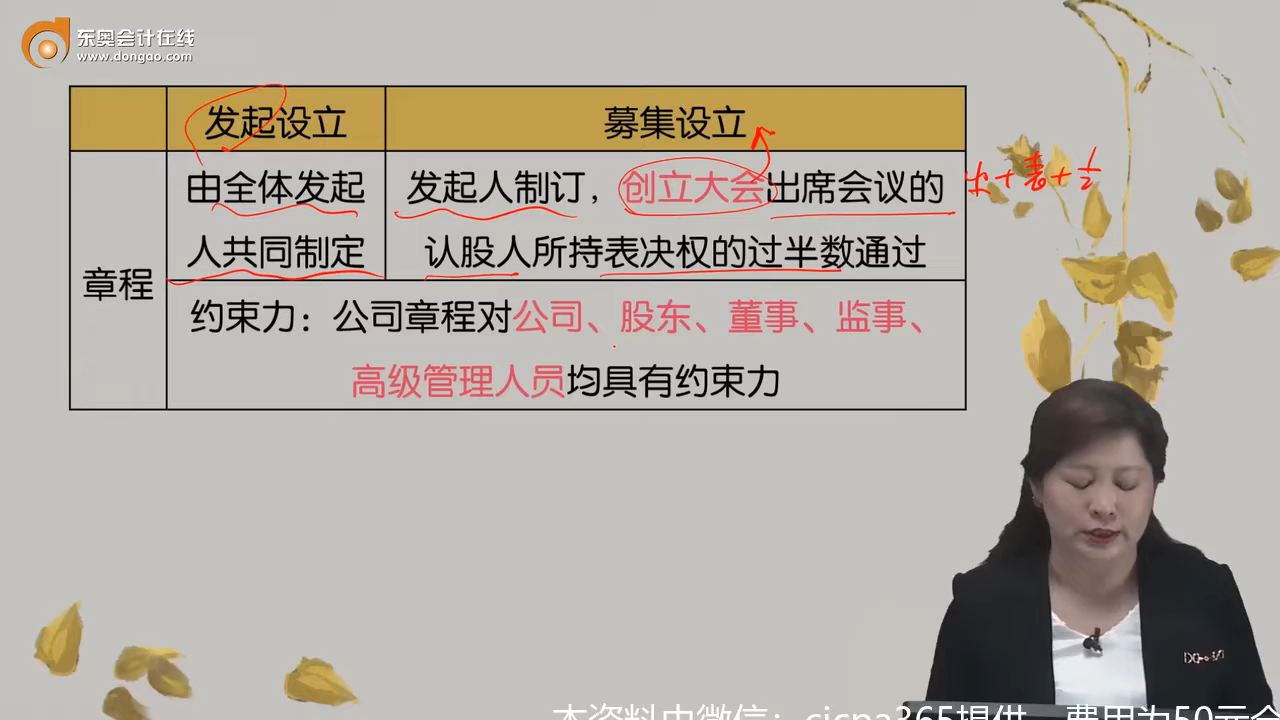 东奥会计在线
www.dongao.com
发起设立
募集设立
章程
由全体发起
人共同制定
发起人制订，创立大会出席会议的
认股人所持表决权的过半数通过
出+表+1/2
约束力：公司章程对公司、股东、董事、监事、
高级管理人员均具有约束力